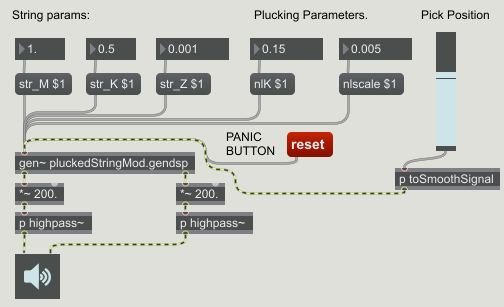 String params:
Plucking Parameters.
Pick Position
1.
0.5
0.001
0.15
0.005
str_M $1
str_K $1
str_Z $1
nlK $1
nlscale $1
PANIC
BUTTON
reset
gen~ pluckedStringMod.gendsp
p toSmoothSignal
*~ 200.
*~ 200.
p highpass~
p highpass~